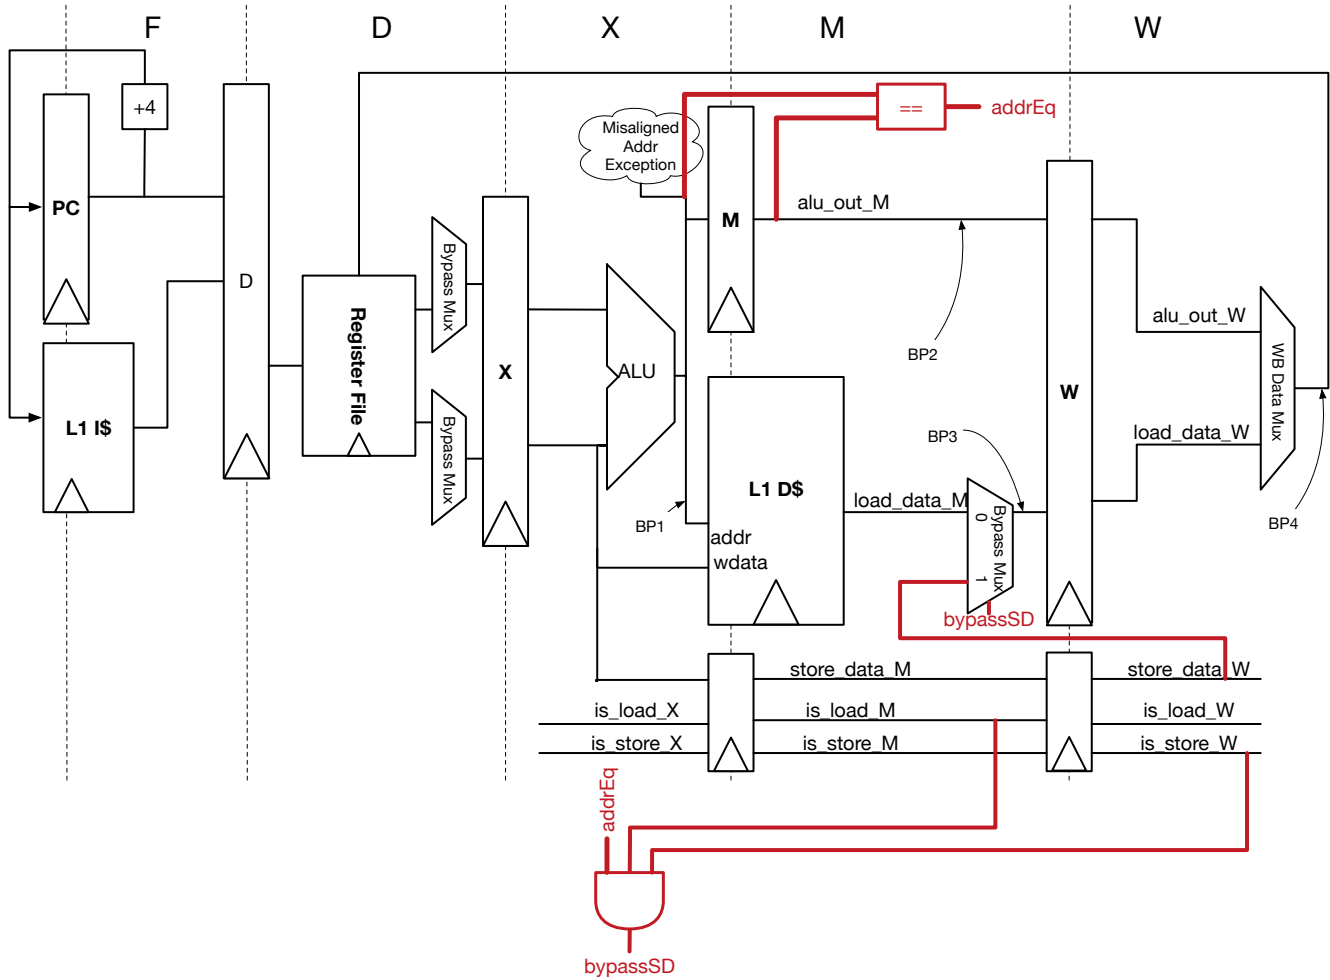 F
D
X
M
W
+4
==
addrEq
Misaligned
Addr
Exception
PC
M
alu_out_M
Bypass Mux
D
Register File
alu_out_W
BP2
X
ALU
WB Data Mux
W
Bypass Mux
L1 I$
BP3
load_data_W
L1 D$
load_data_M
BP1
BP4
Bypass Mux
0
1
addr
wdata
bypassSD
store_data_M
store_data_W
is_load_X
is_load_M
is_load_W
is_store_X
is_store_M
is_store_W
addrEq
bypassSD